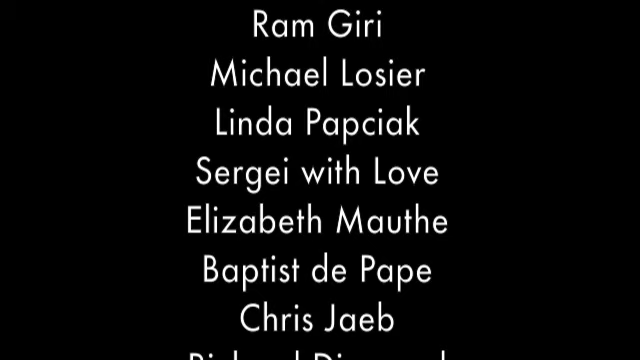 Ram Giri
Michael Losier
Linda Papciak
Sergei with Love
Elizabeth Mauthe
Baptist de Pape
Chris Jaeb